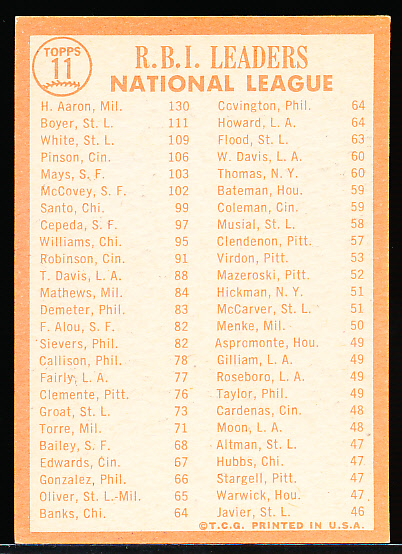 TOPPS
11
R.B.I. LEADERS
NATIONAL LEAGUE
H. Aaron, Mil. 130
Boyer, St. L. 111
White, St. L. 109
Pinson, Cin. 106
Mays, S. F. 103
McCovey, S. F. 102
Santo, Chi. 99
Cepeda, S. F. 97
Williams, Chi. 95
Robinson, Cin. 91
T. Davis, L. A. 88
Mathews, Mil. 84
Demeter, Phil. 83
F. Alou, S. F. 82
Sievers, Phil. 82
Callison, Phil. 78
Fairly, L. A. 77
Clemente, Pitt. 76
Groat, St. L. 73
Torre, Mil. 71
Bailey, S. F. 68
Edwards, Cin. 67
Gonzalez, Phil. 66
Oliver, St. L.-Mil. 65
Banks, Chi. 64
Covington, Phil. 64
Howard, L. A. 64
Flood, St. L. 63
W. Davis, L. A. 60
Thomas, N. Y. 60
Bateman, Hou. 59
Coleman, Cin. 59
Musial, St. L. 58
Clendenon, Pitt. 57
Virdon, Pitt. 53
Mazeroski, Pitt. 52
Hickman, N. Y. 51
McCarver, St. L. 51
Menke, Mil. 50
Aspromonte, Hou. 49
Gilliam, L. A. 49
Roseboro, L. A. 49
Taylor, Phil. 49
Cardenas, Cin. 48
Moon, L. A. 48
Altman, St. L. 47
Hubbs, Chi. 47
Stargell, Pitt. 47
Warwick, Hou. 47
Javier, St. L. 46
©T.C.G. PRINTED IN U.S.A.